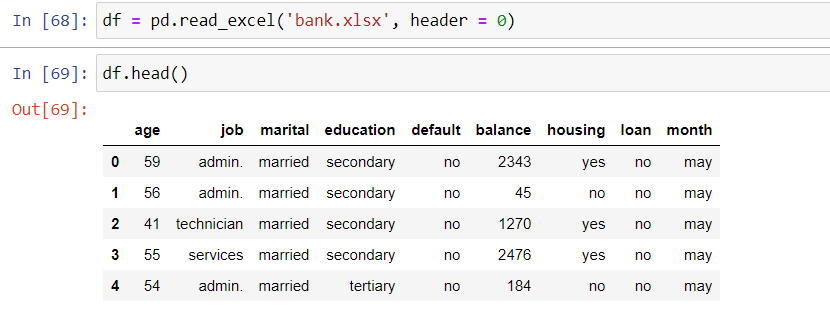 In [68]: df = pd.read_excel('bank.xlsx', header = 0)
In [69]: df.head()
Out[69]:
age job marital education default balance housing loan month
0 59 admin. married secondary no 2343 yes no may
1 56 admin. married secondary no 45 no no may
2 41 technician married secondary no 1270 yes no may
3 55 services married secondary no 2476 yes no may
4 54 admin. married tertiary no 184 no no may